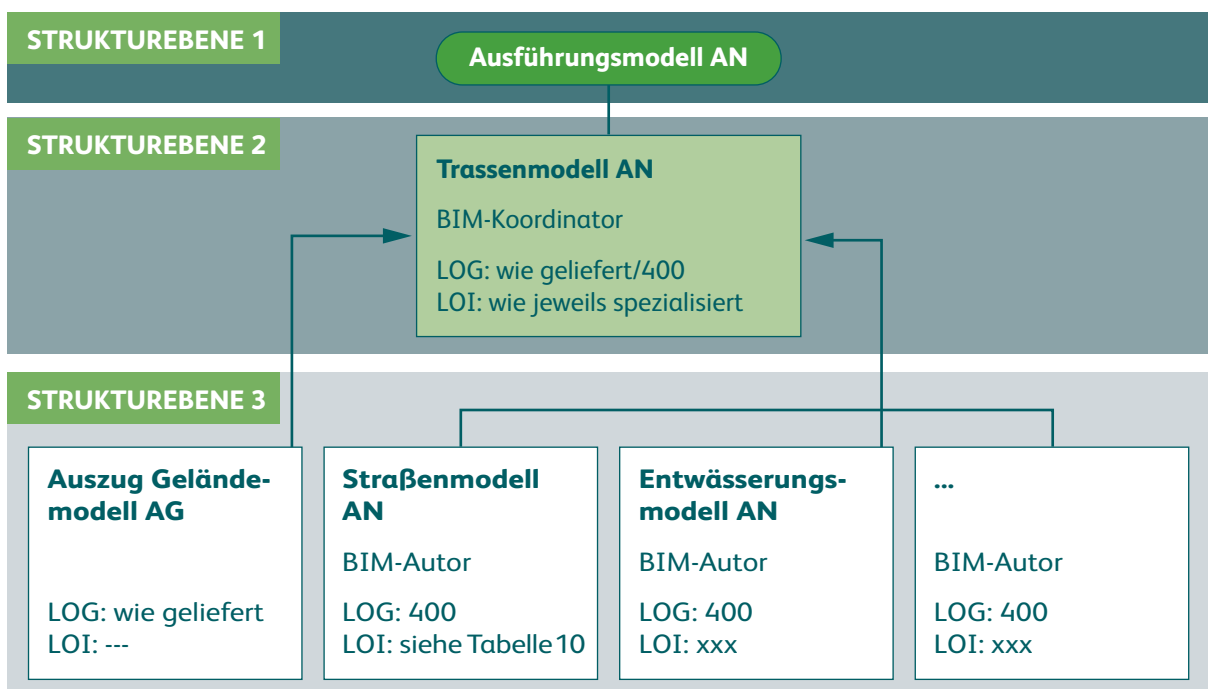 STRUKTUREBENE 1
Ausführungsmodell AN
STRUKTUREBENE 2
Trassenmodell AN
BIM-Koordinator
LOG: wie geliefert/400
LOI: wie jeweils spezialisiert
STRUKTUREBENE 3
Auszug Gelände-
modell AG
LOG: wie geliefert
LOI: ---
Straßenmodell
AN
BIM-Autor
LOG: 400
LOI: siehe Tabelle 10
Entwässerungs-
modell AN
BIM-Autor
LOG: 400
LOI: xxx
...
BIM-Autor
LOG: 400
LOI: xxx